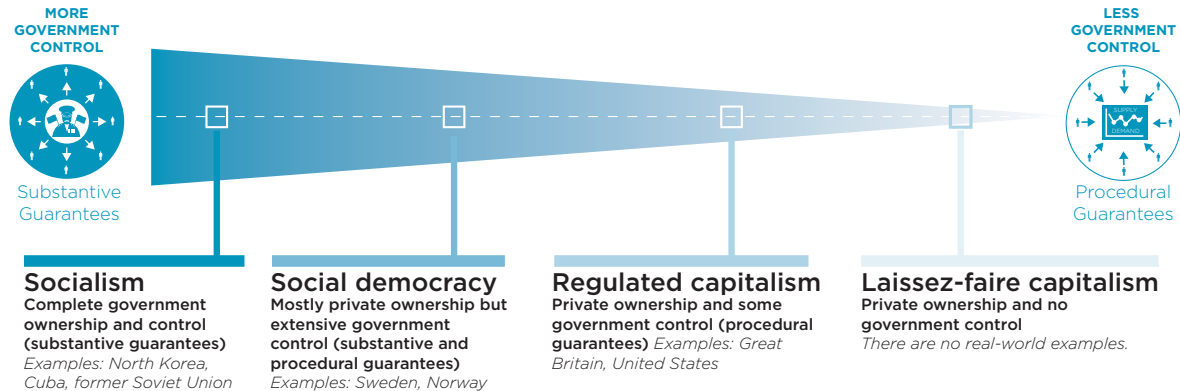 MORE
GOVERNMENT
CONTROL
LESS
GOVERNMENT
CONTROL
SUPPLY
DEMAND
Substantive
Guarantees
Procedural
Guarantees
Socialism
Complete government
ownership and control
(substantive guarantees)
Examples: North Korea,
Cuba, former Soviet Union
Social democracy
Mostly private ownership but
extensive government
control (substantive and
procedural guarantees)
Examples: Sweden, Norway
Regulated capitalism
Private ownership and some
government control (procedural
guarantees) Examples: Great
Britain, United States
Laissez-faire capitalism
Private ownership and no
government control
There are no real-world examples.